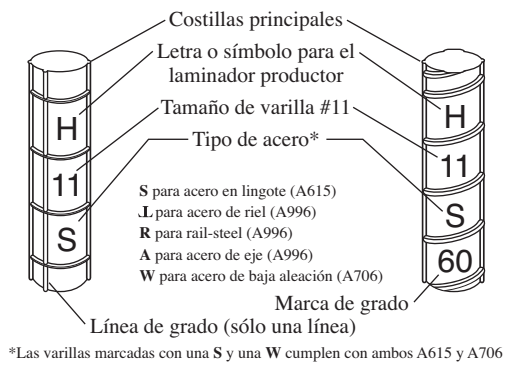 Costillas principales
Letra o símbolo para el
laminador productor
H
H
Tamaño de varilla #11
11
11
Tipo de acero*
S
S
S para acero en lingote (A615)
.L para acero de riel (A996)
R para rail-steel (A996)
A para acero de eje (A996)
W para acero de baja aleación (A706)
60
Marca de grado
Línea de grado (sólo una línea)
*Las varillas marcadas con una S y una W cumplen con ambos A615 y A706